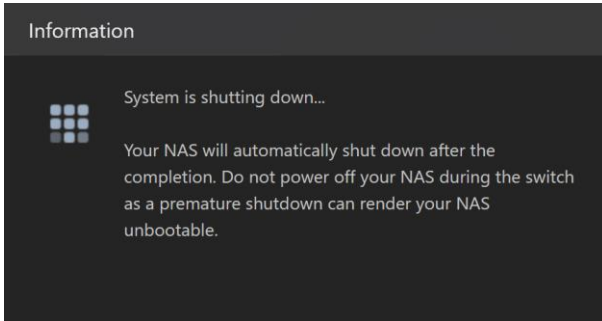 Information
System is shutting down...
Your NAS will automatically shut down after the
completion. Do not power off your NAS during the switch
as a premature shutdown can render your NAS
unbootable.